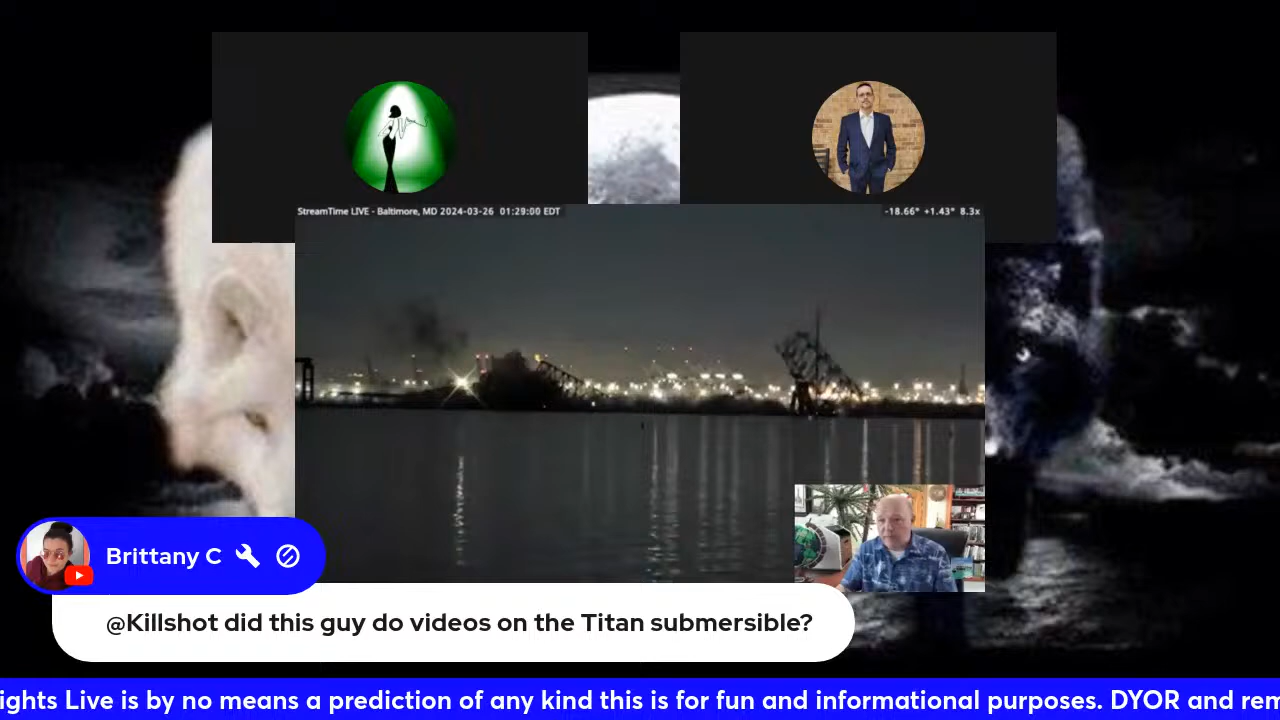 StreamTime LIVE - Baltimore, MD 2024-03-26 01:29:00 EDT
-18.66° +1.43° 8.3x
Brittany C
@Killshot did this guy do videos on the Titan submersible?
ights Live is by no means a prediction of any kind this is for fun and informational purposes. DYOR and ren